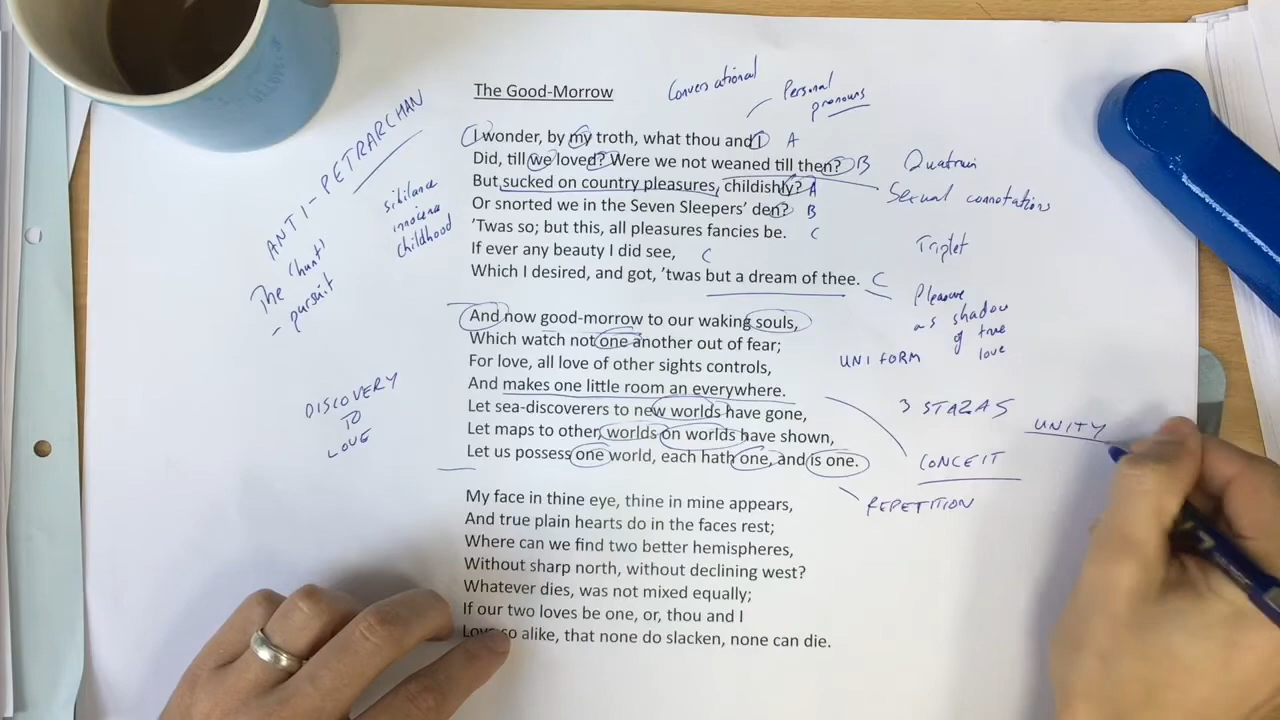 The Good-Morrow
Conversational
Personal
pronouns
I wonder, by my troth, what thou and I A
Did, till we loved? Were we not weaned till then? B
Quatrain
But sucked on country pleasures, childishly? A
Sexual connotations
Or snorted we in the Seven Sleepers' den? B
'Twas so; but this, all pleasures fancies be. C
If ever any beauty I did see, C
Triplet
Which I desired, and got, 'twas but a dream of thee. C
ANTI-PETRARCHAN
The 'hunt'
- pursuit
sibilance
innocence
childhood
Pleasure
as shadow
of true
love
And now good-morrow to our waking souls,
Which watch not one another out of fear;
For love, all love of other sights controls,
And makes one little room an everywhere.
Let sea-discoverers to new worlds have gone,
Let maps to other, worlds on worlds have shown,
Let us possess one world, each hath one, and is one.
UNIFORM
3 STAZAS
UNITY
CONCEIT
REPETITION
DISCOVERY
TO
LOVE
My face in thine eye, thine in mine appears,
And true plain hearts do in the faces rest;
Where can we find two better hemispheres,
Without sharp north, without declining west?
Whatever dies, was not mixed equally;
If our two loves be one, or, thou and I
Love so alike, that none do slacken, none can die.